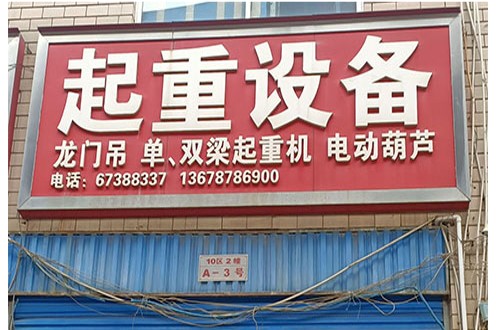 起重设备
龙门吊 单、双梁起重机 电动葫芦
电话：67388337 13678786900
10区2幢
A－3号